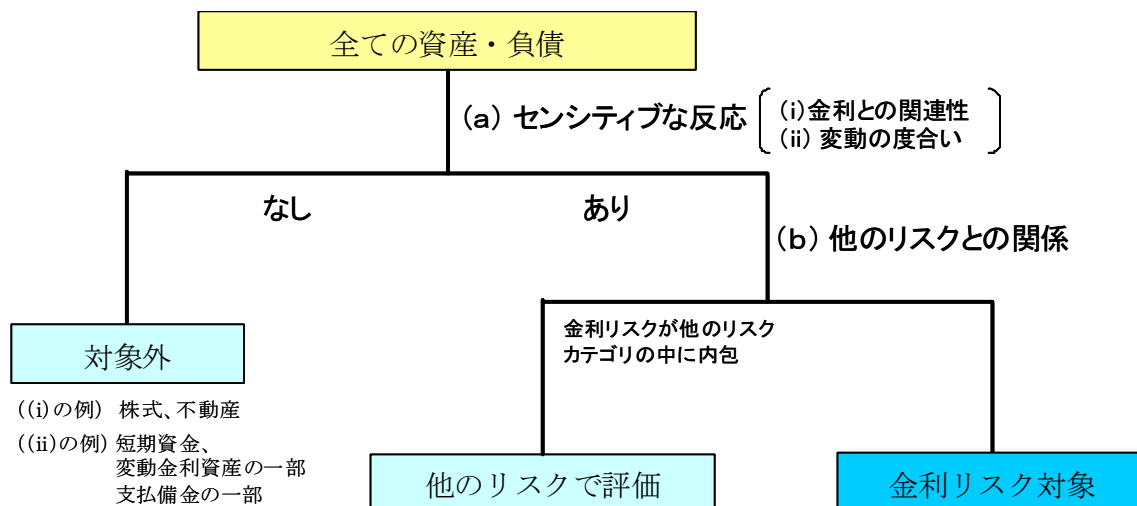 全ての資産・負債
(a) センシティブな反応
(i)金利との関連性
(ii) 変動の度合い
なし
あり
(b) 他のリスクとの関係
金利リスクが他のリスク
カテゴリの中に内包
対象外
((i)の例) 株式、不動産
((ii)の例) 短期資金、
変動金利資産の一部
支払備金の一部
他のリスクで評価
金利リスク対象